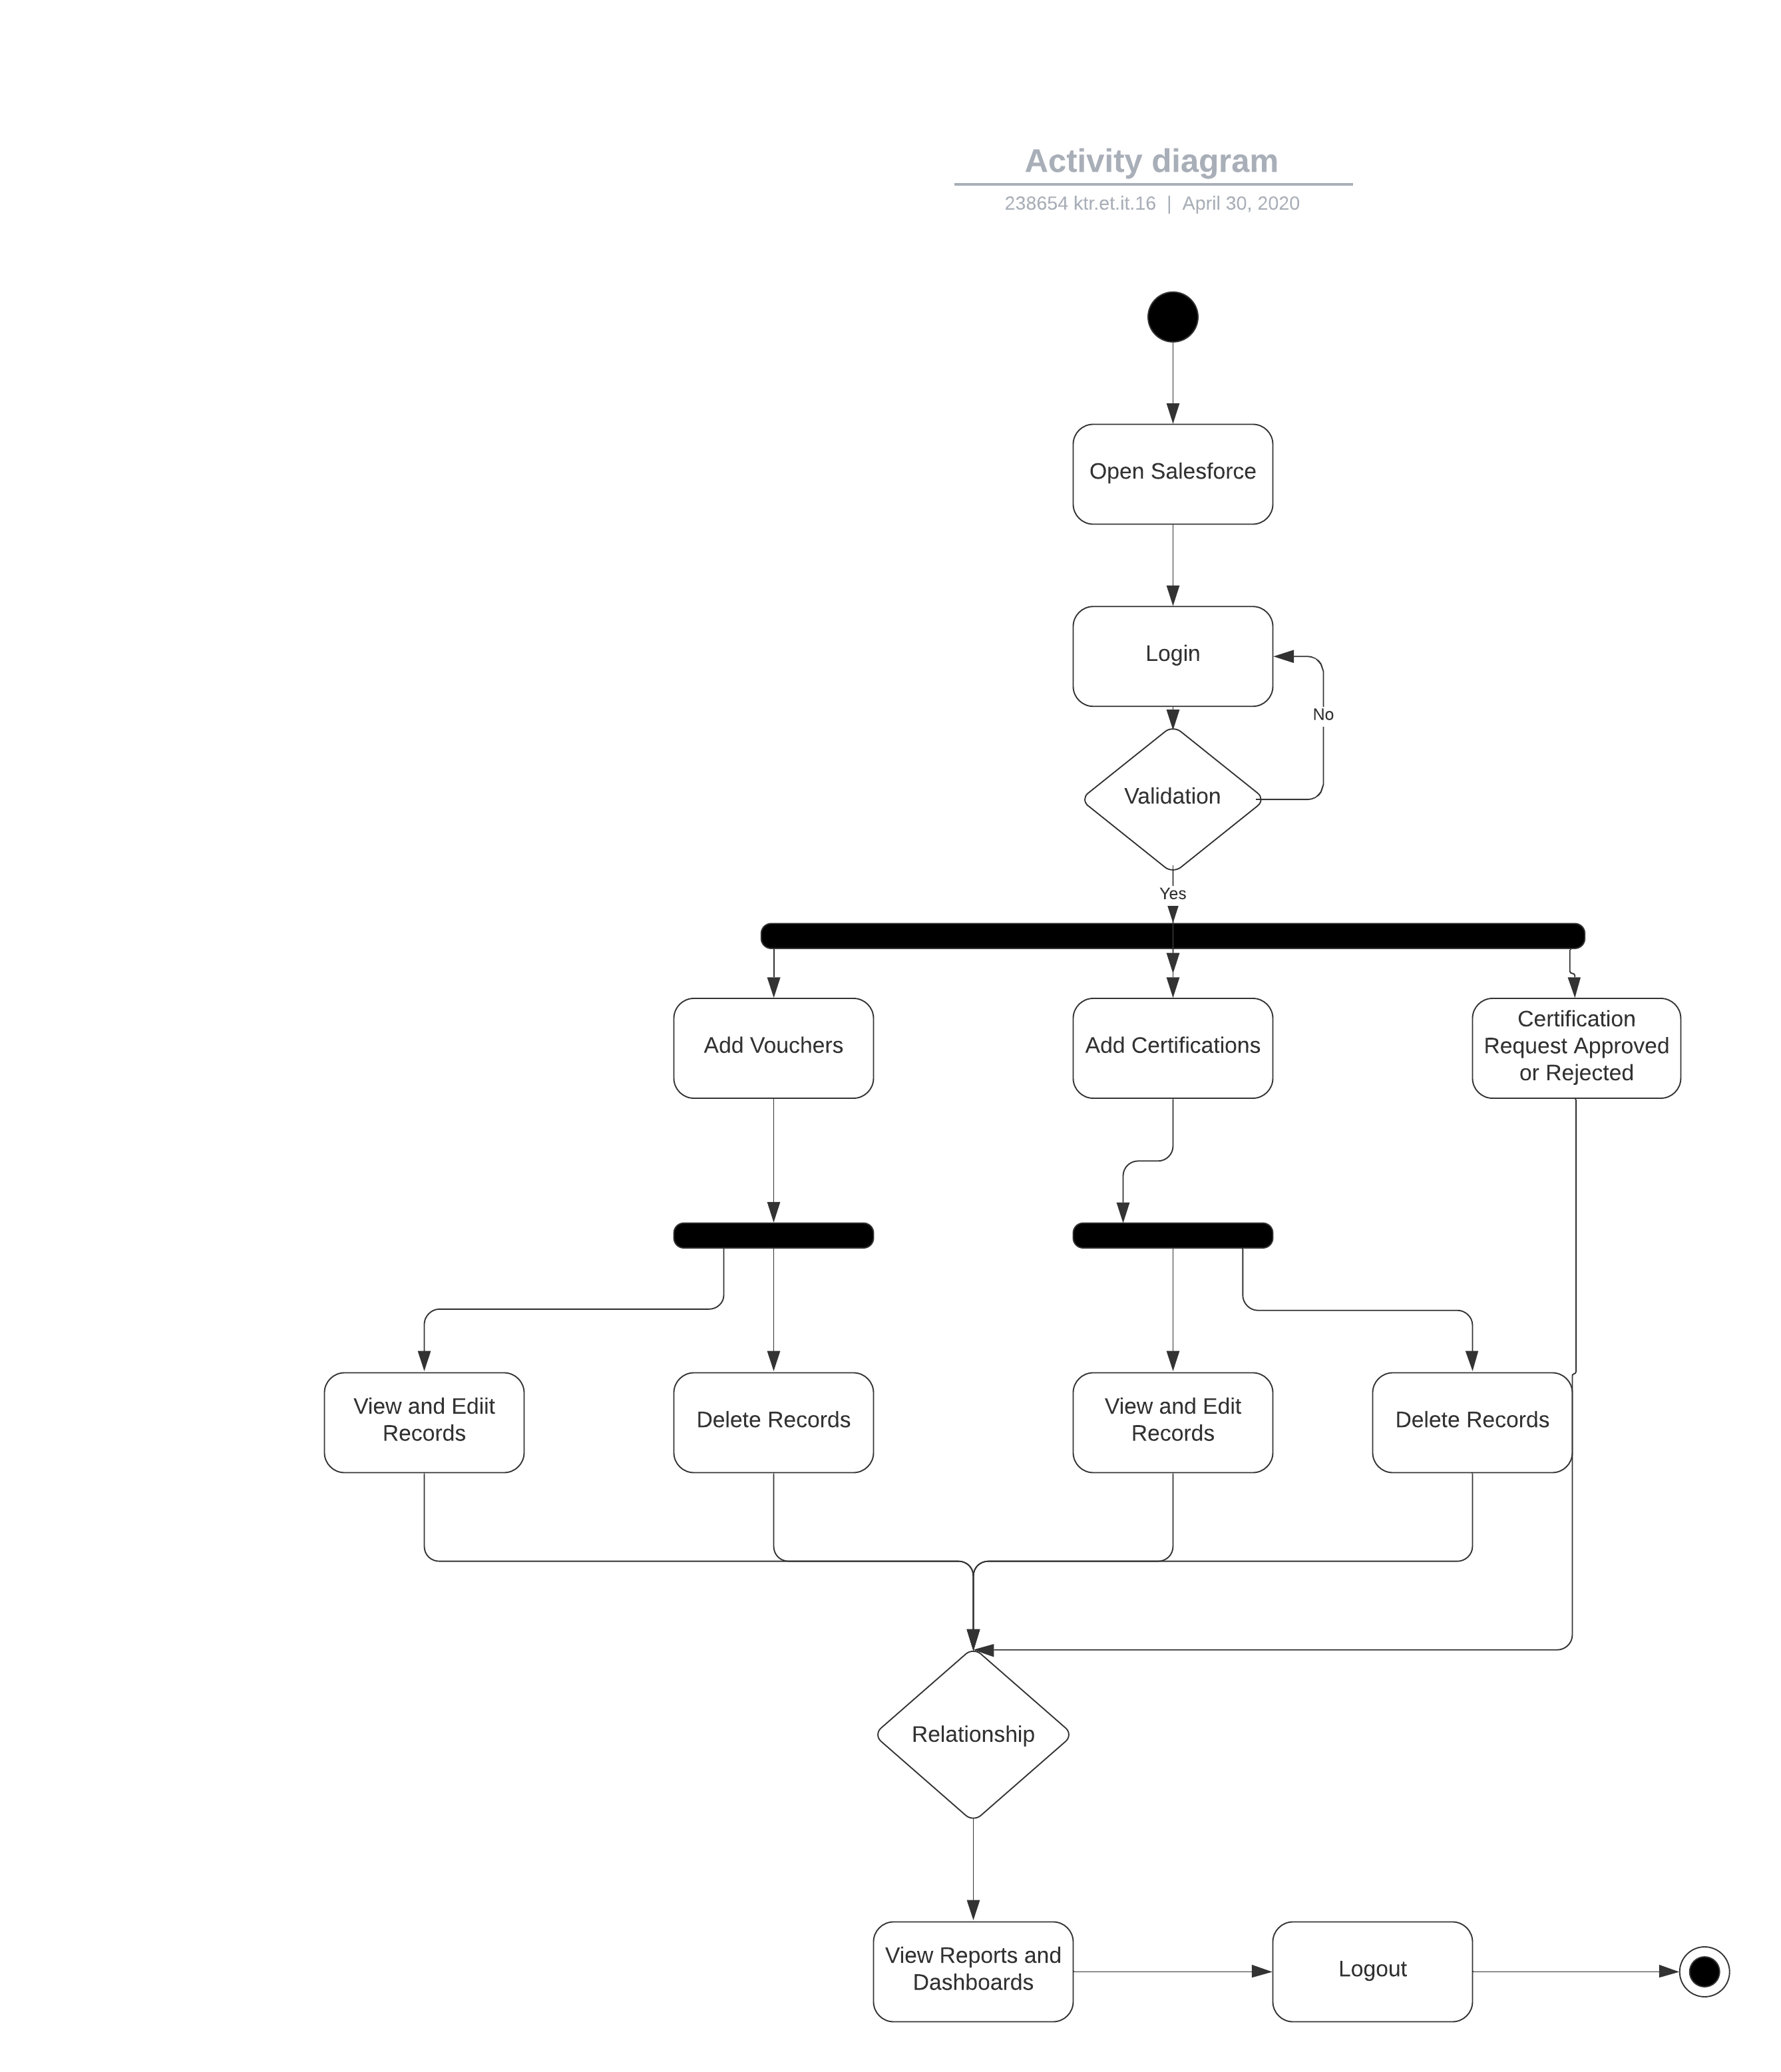 Activity diagram
238654 ktr.et.it.16 | April 30, 2020
Open Salesforce
Login
No
Validation
Yes
Add Vouchers
Add Certifications
Certification
Request Approved
or Rejected
View and Ediit
Records
Delete Records
View and Edit
Records
Delete Records
Relationship
View Reports and
Dashboards
Logout